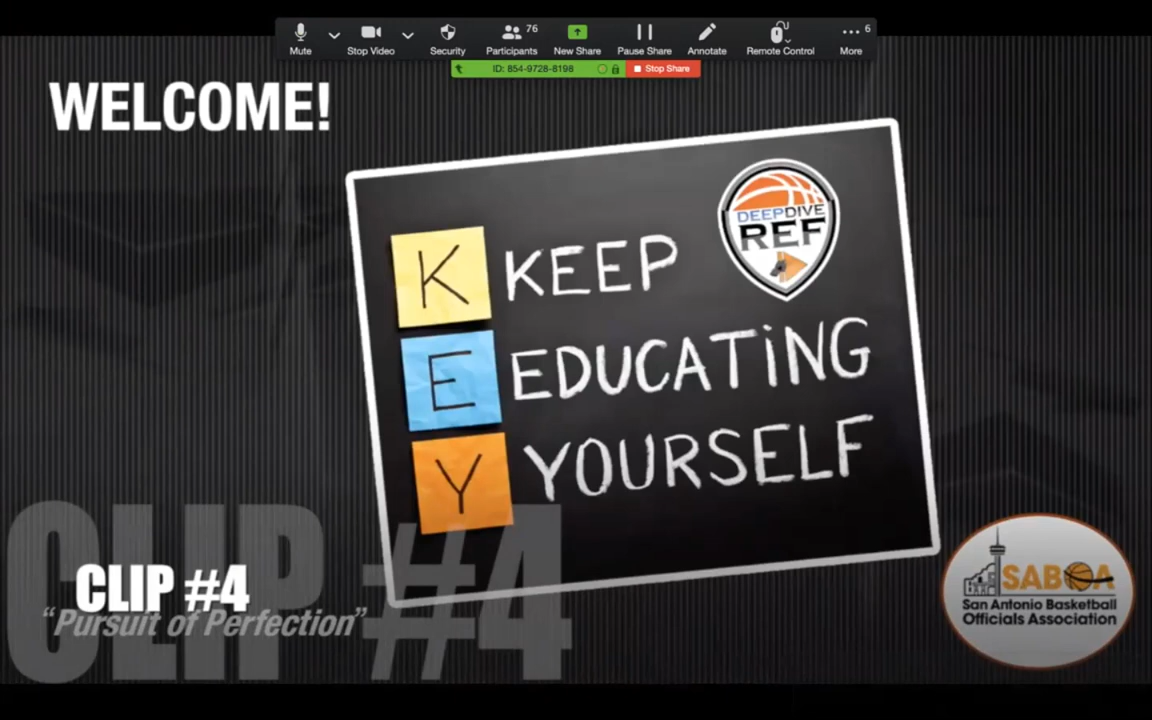 76
6
Mute
Stop Video
Security
Participants
New Share
Pause Share
Annotate
Remote Control
More
ID: 854-9728-8198
Stop Share
WELCOME!
DEEPDIVE
REF
K KEEP
E EDUCATiNG
Y YOURSELF
CLIP #4
CLIP #4
"Pursuit of Perfection"
SABOA
San Antonio Basketball
Officials Association